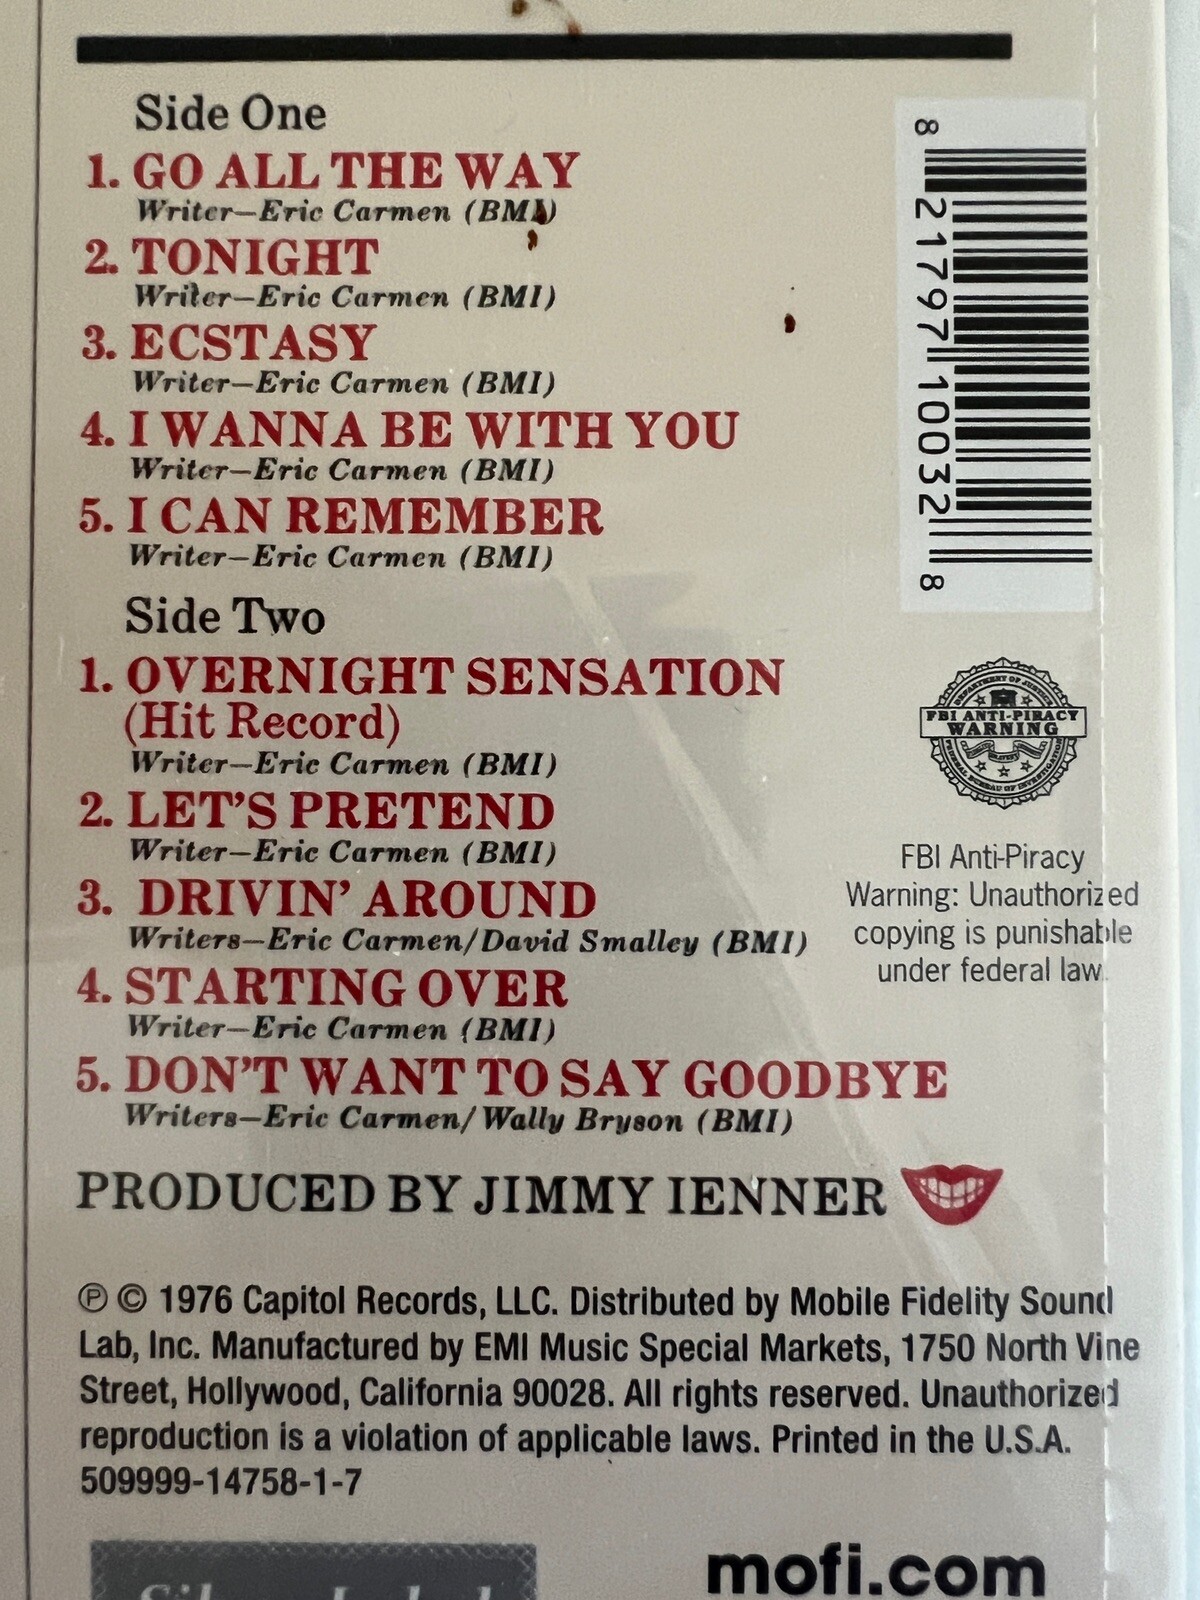 Side One
1. GO ALL THE WAY
Writer—Eric Carmen (BMI)
2. TONIGHT
Writer—Eric Carmen (BMI)
3. ECSTASY
Writer—Eric Carmen (BMI)
4. I WANNA BE WITH YOU
Writer—Eric Carmen (BMI)
5. I CAN REMEMBER
Writer—Eric Carmen (BMI)
Side Two
1. OVERNIGHT SENSATION
(Hit Record)
Writer—Eric Carmen (BMI)
2. LET'S PRETEND
Writer—Eric Carmen (BMI)
3. DRIVIN' AROUND
Writers—Eric Carmen/David Smalley (BMI)
4. STARTING OVER
Writer—Eric Carmen (BMI)
5. DON'T WANT TO SAY GOODBYE
Writers—Eric Carmen/Wally Bryson (BMI)
PRODUCED BY JIMMY IENNER
8 21797 10032 8
DEPARTMENT OF JUSTICE
FBI ANTI-PIRACY
WARNING
FEDERAL BUREAU OF INVESTIGATION
FBI Anti-Piracy
Warning: Unauthorized
copying is punishable
under federal law.
℗ © 1976 Capitol Records, LLC. Distributed by Mobile Fidelity Sound
Lab, Inc. Manufactured by EMI Music Special Markets, 1750 North Vine
Street, Hollywood, California 90028. All rights reserved. Unauthorized
reproduction is a violation of applicable laws. Printed in the U.S.A.
509999-14758-1-7
mofi.com